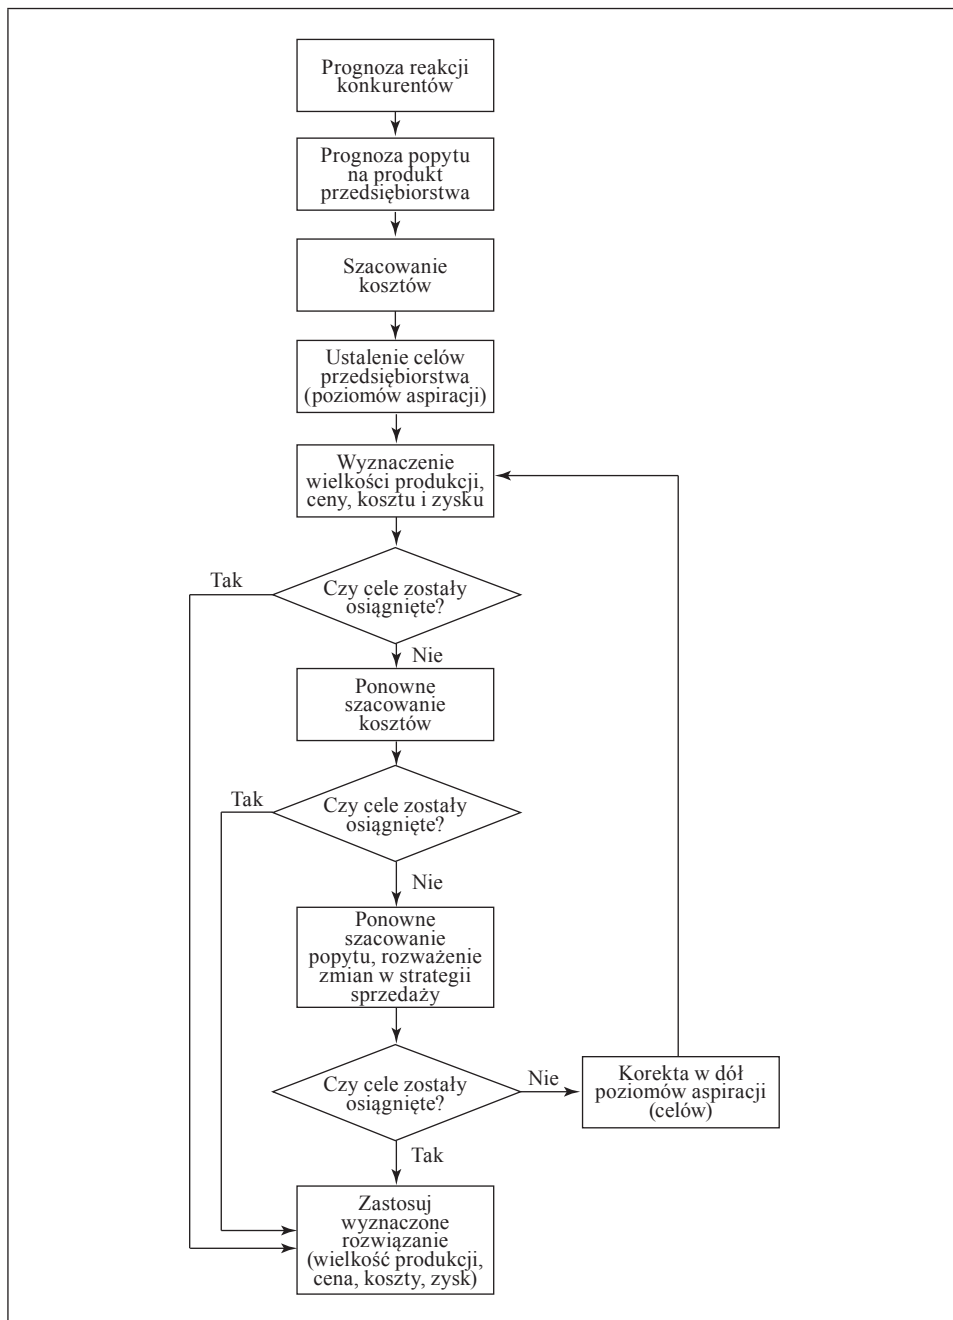 Prognoza reakcji
konkurentów
Prognoza popytu
na produkt
przedsiębiorstwa
Szacowanie
kosztów
Ustalenie celów
przedsiębiorstwa
(poziomów aspiracji)
Wyznaczenie
wielkości produkcji,
ceny, kosztu i zysku
Tak
Czy cele zostały
osiągnięte?
Nie
Ponowne
szacowanie
kosztów
Tak
Czy cele zostały
osiągnięte?
Nie
Ponowne
szacowanie
popytu, rozważenie
zmian w strategii
sprzedaży
Czy cele zostały
osiągnięte?
Nie
Korekta w dół
poziomów aspiracji
(celów)
Tak
Zastosuj
wyznaczone
rozwiązanie
(wielkość produkcji,
cena, koszty, zysk)